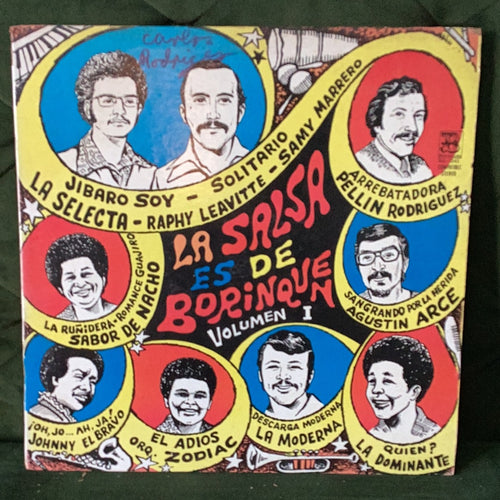 Carlos
Rodriguez
JIBARO SOY - SOLITARIO
LA SELECTA - RAPHY LEAVITTE - SAMY MARRERO
ARREBATADORA
PELLIN RODRIGUEZ
LA SALSA
ES DE
BORINQUEN
VOLUMEN I
LA RUÑIDERA, ROMANCE GUAJIRO
SABOR DE NACHO
SANGRANDO POR LA HERIDA
AGUSTIN ARCE
¡OH, JO... AH, JA!
JOHNNY EL BRAVO
EL ADIOS
ORQ. ZODIAC
DESCARGA MODERNA
LA MODERNA
QUIEN?
LA DOMINANTE